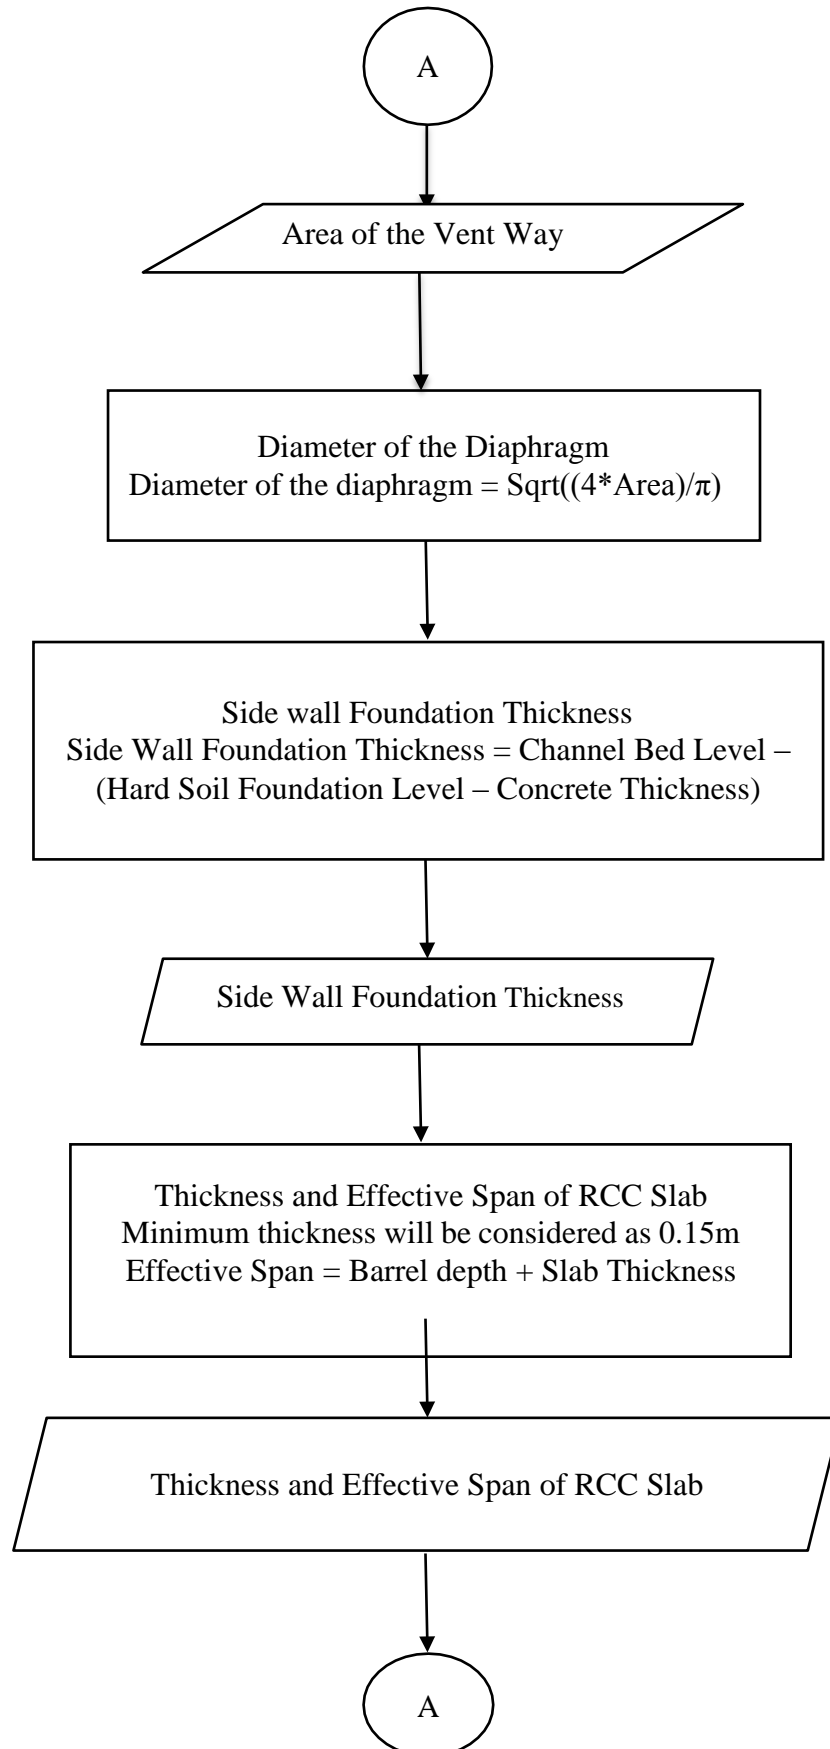 A
Area of the Vent Way
Diameter of the Diaphragm
Diameter of the diaphragm = Sqrt((4*Area)/π)
Side wall Foundation Thickness
Side Wall Foundation Thickness = Channel Bed Level –
(Hard Soil Foundation Level – Concrete Thickness)
Side Wall Foundation Thickness
Thickness and Effective Span of RCC Slab
Minimum thickness will be considered as 0.15m
Effective Span = Barrel depth + Slab Thickness
Thickness and Effective Span of RCC Slab
A